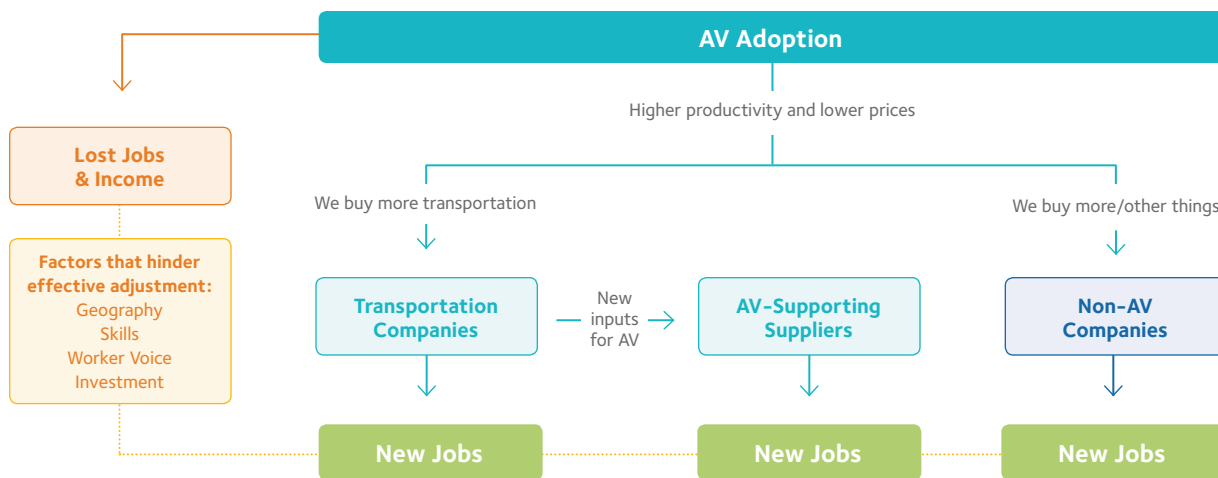 AV Adoption
Higher productivity and lower prices
Lost Jobs
& Income
We buy more transportation
We buy more/other things
Factors that hinder
effective adjustment:
Geography
Skills
Worker Voice
Investment
Transportation
Companies
New
inputs
for AV
AV-Supporting
Suppliers
Non-AV
Companies
New Jobs
New Jobs
New Jobs